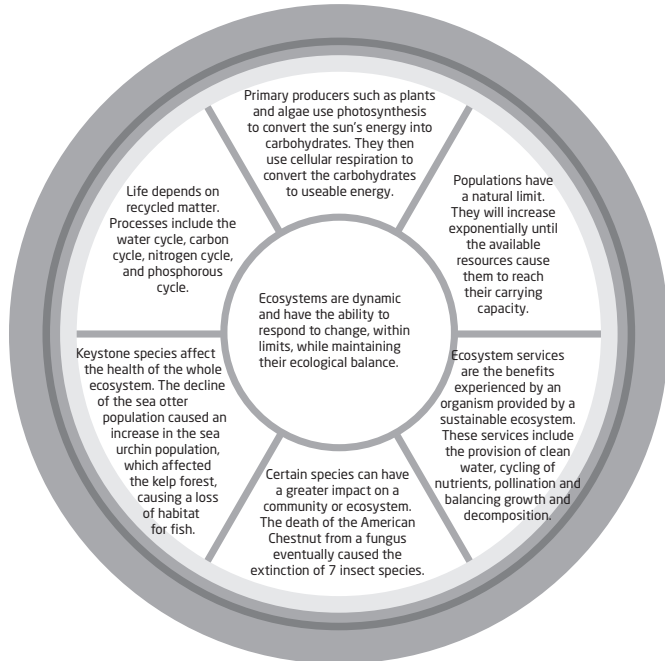 Primary producers such as plants
and algae use photosynthesis
to convert the sun's energy into
carbohydrates. They then
use cellular respiration to
convert the carbohydrates
to useable energy.
Populations have
a natural limit.
They will increase
exponentially until
the available
resources cause
them to reach
their carrying
capacity.
Ecosystem services
are the benefits
experienced by an
organism provided by a
sustainable ecosystem.
These services include
the provision of clean
water, cycling of
nutrients, pollination and
balancing growth and
decomposition.
Certain species can have
a greater impact on a
community or ecosystem.
The death of the American
Chestnut from a fungus
eventually caused the
extinction of 7 insect species.
Keystone species affect
the health of the whole
ecosystem. The decline
of the sea otter
population caused an
increase in the sea
urchin population,
which affected
the kelp forest,
causing a loss
of habitat
for fish.
Life depends on
recycled matter.
Processes include the
water cycle, carbon
cycle, nitrogen cycle,
and phosphorous
cycle.
Ecosystems are dynamic
and have the ability to
respond to change, within
limits, while maintaining
their ecological balance.